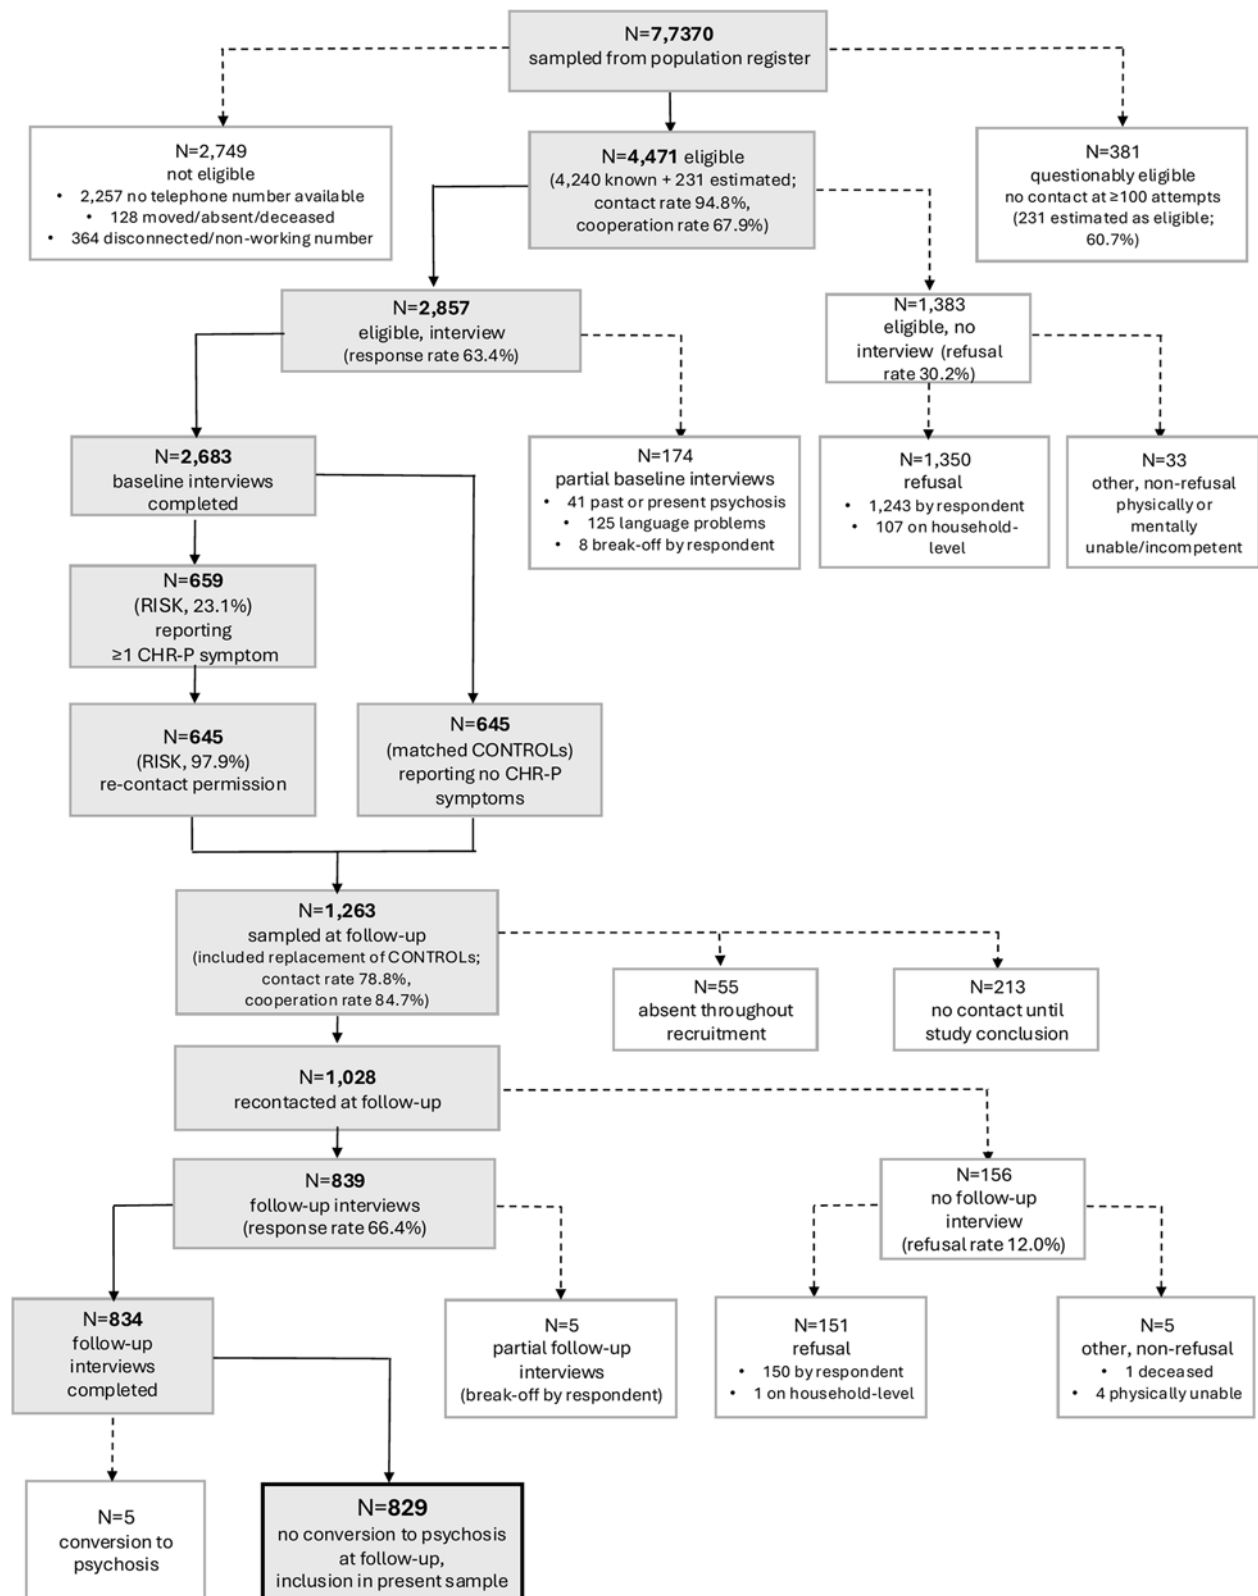 N=7,7370
sampled from population register
N=2,749
not eligible
• 2,257 no telephone number available
• 128 moved/absent/deceased
• 364 disconnected/non-working number
N=4,471 eligible
(4,240 known + 231 estimated;
contact rate 94.8%,
cooperation rate 67.9%)
N=381
questionably eligible
no contact at ≥100 attempts
(231 estimated as eligible;
60.7%)
N=2,857
eligible, interview
(response rate 63.4%)
N=1,383
eligible, no
interview (refusal
rate 30.2%)
N=2,683
baseline interviews
completed
N=174
partial baseline interviews
• 41 past or present psychosis
• 125 language problems
• 8 break-off by respondent
N=1,350
refusal
• 1,243 by respondent
• 107 on household-
level
N=33
other, non-refusal
physically or
mentally
unable/incompetent
N=659
(RISK, 23.1%)
reporting
≥1 CHR-P symptom
N=645
(RISK, 97.9%)
re-contact permission
N=645
(matched CONTROLs)
reporting no CHR-P
symptoms
N=1,263
sampled at follow-up
(included replacement of CONTROLs;
contact rate 78.8%,
cooperation rate 84.7%)
N=55
absent throughout
recruitment
N=213
no contact until
study conclusion
N=1,028
recontacted at follow-up
N=839
follow-up interviews
(response rate 66.4%)
N=156
no follow-up
interview
(refusal rate 12.0%)
N=834
follow-up
interviews
completed
N=5
partial follow-up
interviews
(break-off by respondent)
N=151
refusal
• 150 by respondent
• 1 on household-level
N=5
other, non-refusal
• 1 deceased
• 4 physically unable
N=5
conversion to
psychosis
N=829
no conversion to psychosis
at follow-up,
inclusion in present sample